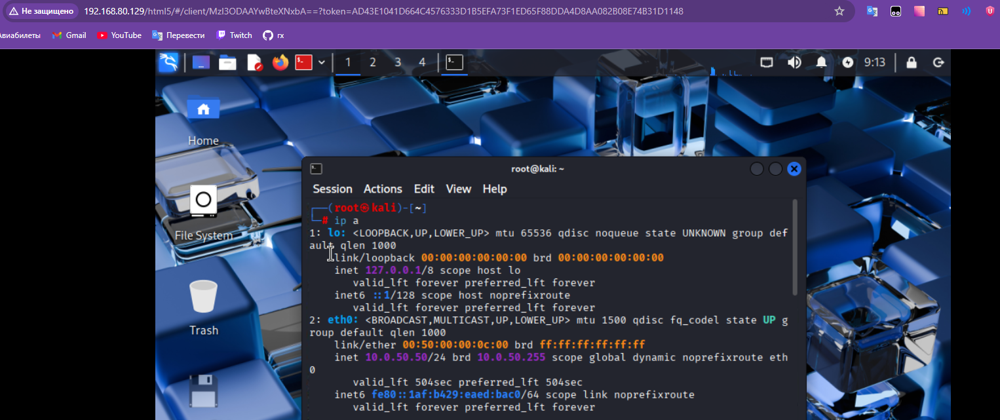 Не защищено 192.168.80.129/html5/#/client/MzI3ODAAYwBteXNxbA==?token=AD43E1041D664C4576333D1B5EFA73F1ED65F88DDA4D8AA082B08E74B31D1148
Авиабилеты Gmail YouTube Перевести Twitch rx
1 2 3 4 9:13
Home
File System
Trash
root@kali: ~
Session Actions Edit View Help
┌──(root㉿kali)-[~]
└─# ip a
1: lo: <LOOPBACK,UP,LOWER_UP> mtu 65536 qdisc noqueue state UNKNOWN group def
ault qlen 1000
link/loopback 00:00:00:00:00:00 brd 00:00:00:00:00:00
inet 127.0.0.1/8 scope host lo
valid_lft forever preferred_lft forever
inet6 ::1/128 scope host noprefixroute
valid_lft forever preferred_lft forever
2: eth0: <BROADCAST,MULTICAST,UP,LOWER_UP> mtu 1500 qdisc fq_codel state UP g
roup default qlen 1000
link/ether 00:50:00:00:0c:00 brd ff:ff:ff:ff:ff:ff
inet 10.0.50.50/24 brd 10.0.50.255 scope global dynamic noprefixroute eth
0
valid_lft 504sec preferred_lft 504sec
inet6 fe80::1af:b429:eaed:bac0/64 scope link noprefixroute
valid_lft forever preferred_lft forever